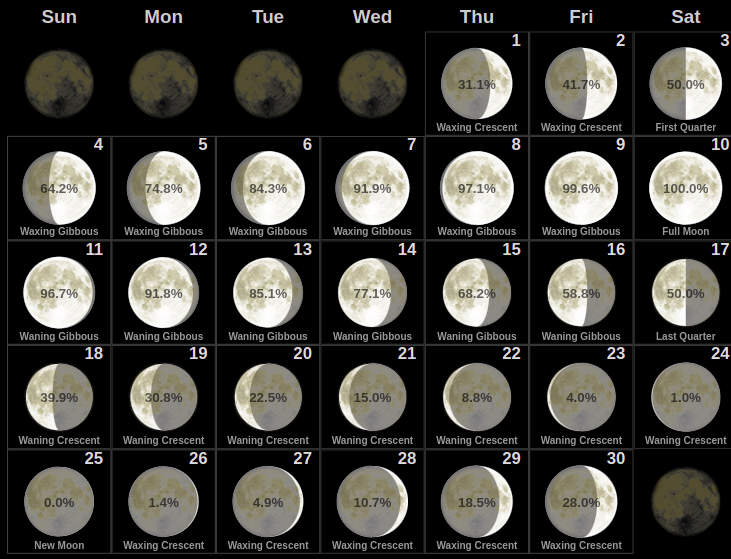 Sun Mon Tue Wed Thu Fri Sat
1 2 3
31.1% 41.7% 50.0%
Waxing Crescent Waxing Crescent First Quarter
4 5 6 7 8 9 10
64.2% 74.8% 84.3% 91.9% 97.1% 99.6% 100.0%
Waxing Gibbous Waxing Gibbous Waxing Gibbous Waxing Gibbous Waxing Gibbous Waxing Gibbous Full Moon
11 12 13 14 15 16 17
96.7% 91.8% 85.1% 77.1% 68.2% 58.8% 50.0%
Waning Gibbous Waning Gibbous Waning Gibbous Waning Gibbous Waning Gibbous Waning Gibbous Last Quarter
18 19 20 21 22 23 24
39.9% 30.8% 22.5% 15.0% 8.8% 4.0% 1.0%
Waning Crescent Waning Crescent Waning Crescent Waning Crescent Waning Crescent Waning Crescent Waning Crescent
25 26 27 28 29 30
0.0% 1.4% 4.9% 10.7% 18.5% 28.0%
New Moon Waxing Crescent Waxing Crescent Waxing Crescent Waxing Crescent Waxing Crescent